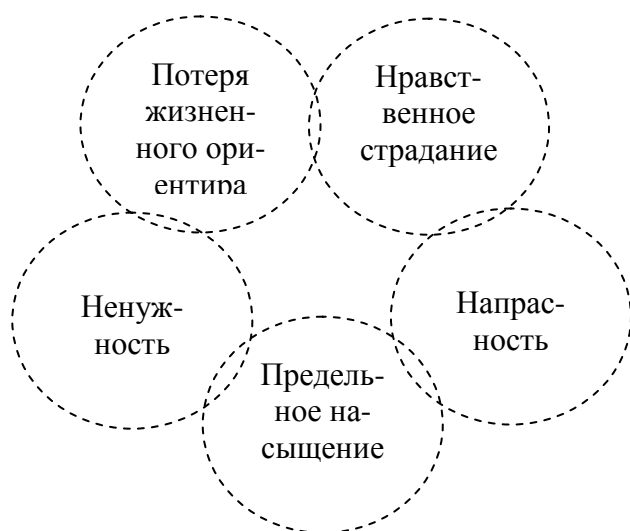 Потеря
жизнен-
ного ори-
ентира
Нравст-
венное
страдание
Ненуж-
ность
Напрас-
ность
Предель-
ное на-
сыщение